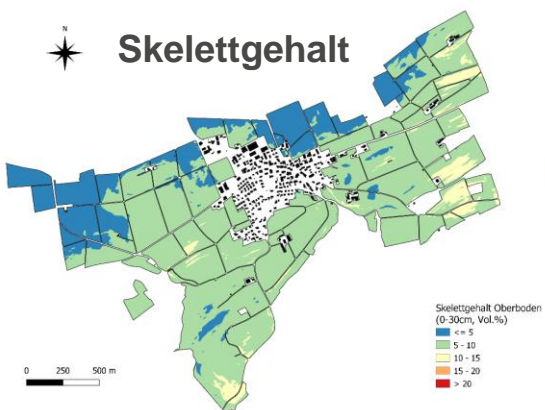 N
Skelettgehalt
Skelettgehalt Oberboden
(0-30cm, Vol.%)
<= 5
5 - 10
10 - 15
15 - 20
> 20
0 250 500 m